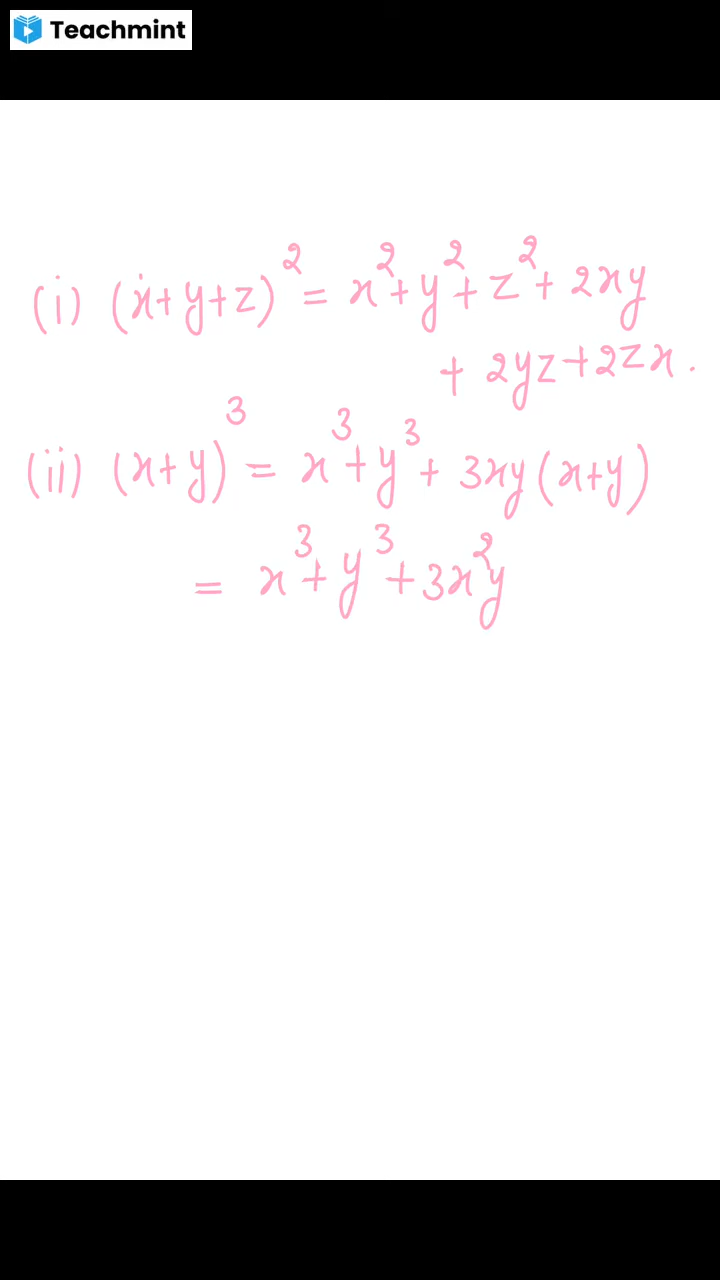 Teachmint
(i) (x+y+z)² = x²+y²+z²+2xy
+ 2yz+2zx.
(ii) (x+y)³ = x³+y³+3xy(x+y)
= x³+y³+3x²y